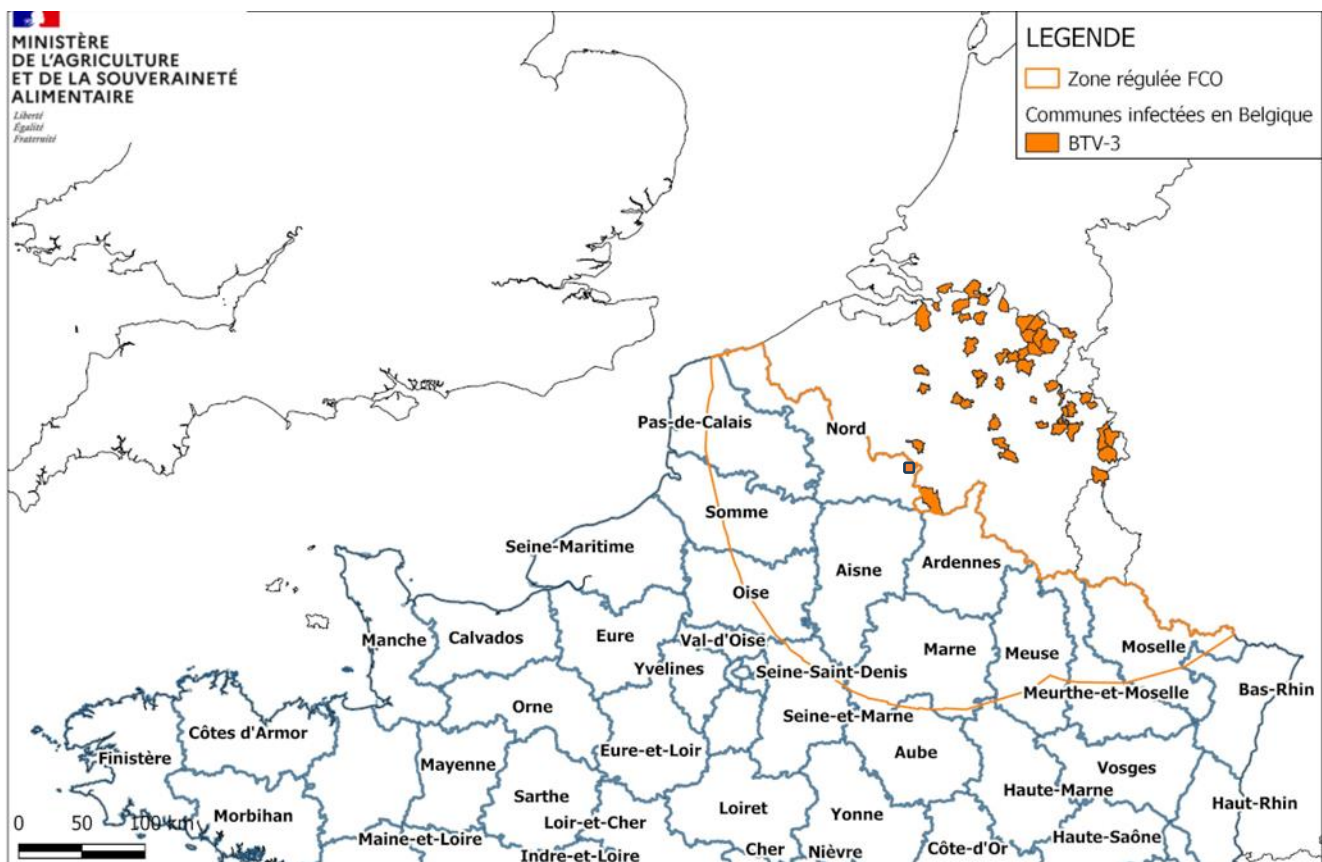 MINISTÈRE
DE L'AGRICULTURE
ET DE LA SOUVERAINETÉ
ALIMENTAIRE
Liberté
Égalité
Fraternité
LEGENDE
Zone régulée FCO
Communes infectées en Belgique
BTV-3
Pas-de-Calais
Nord
Somme
Seine-Maritime
Aisne
Ardennes
Oise
Manche
Calvados
Eure
Val-d'Oise
Yvelines
Seine-Saint-Denis
Marne
Meuse
Moselle
Meurthe-et-Moselle
Bas-Rhin
Orne
Seine-et-Marne
Côtes d'Armor
Finistère
Eure-et-Loir
Aube
Mayenne
Vosges
Sarthe
Haute-Marne
Haut-Rhin
Morbihan
Loir-et-Cher
Loiret
Yonne
0 50 100 km
Maine-et-Loire
Indre-et-Loire
Cher
Nièvre
Côte-d'Or
Haute-Saône